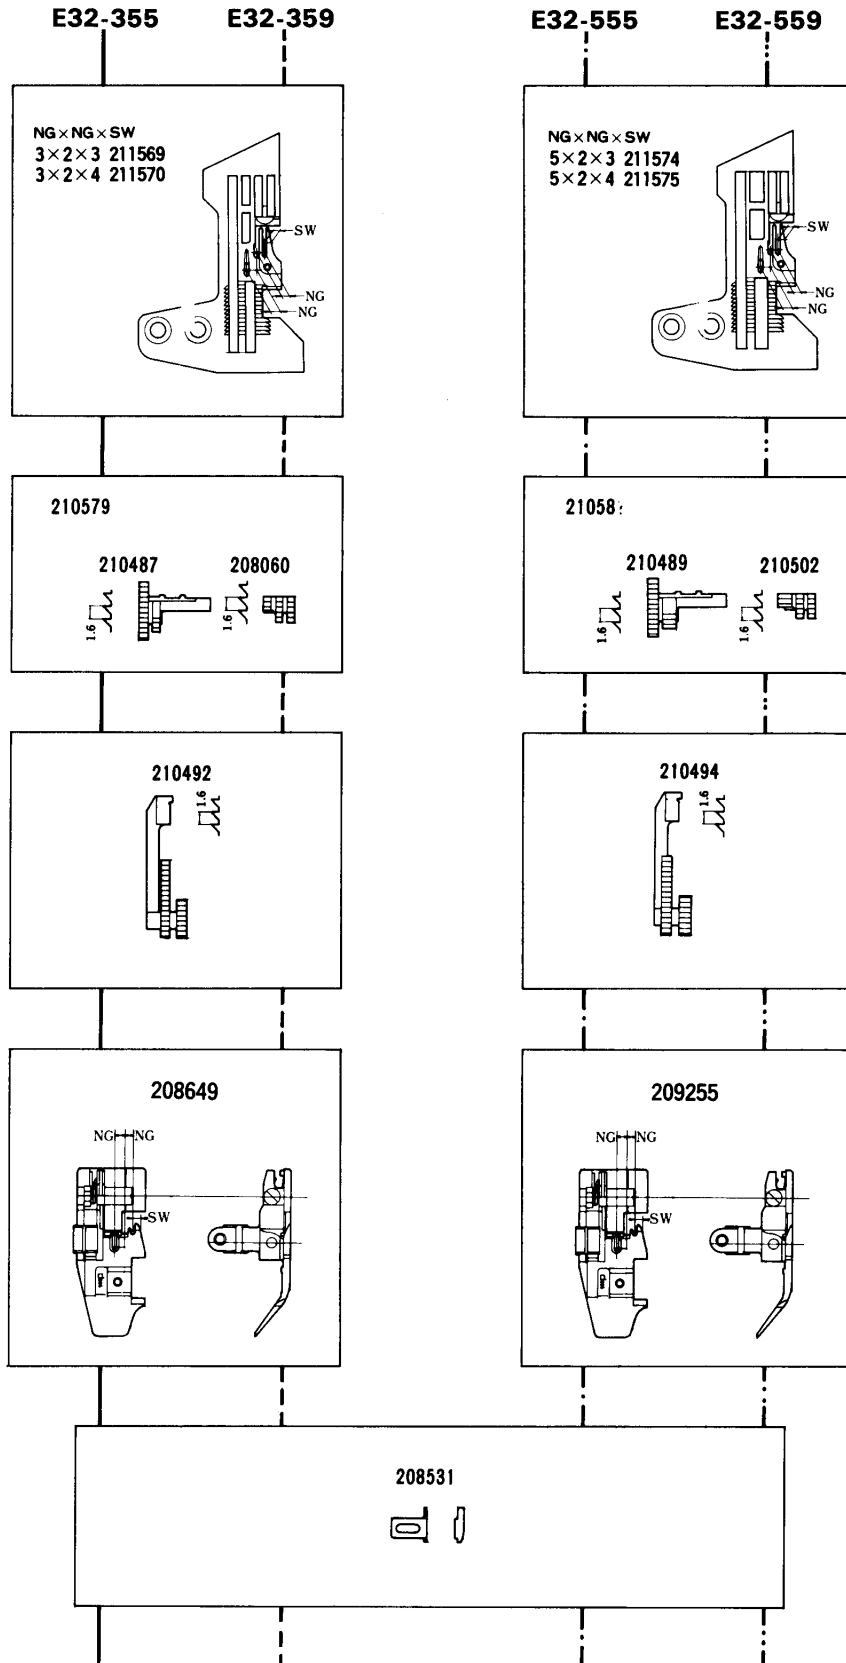 E32-355 E32-359 E32-555 E32-559
NG×NG×SW
3×2×3 211569
3×2×4 211570
SW
NG
NG
NG×NG×SW
5×2×3 211574
5×2×4 211575
SW
NG
NG
210579
210487 208060
1.6 1.6
210489 210502
1.6 1.6
210492
1.6
210494
1.6
208649
NG NG
SW
209255
NG NG
SW
208531